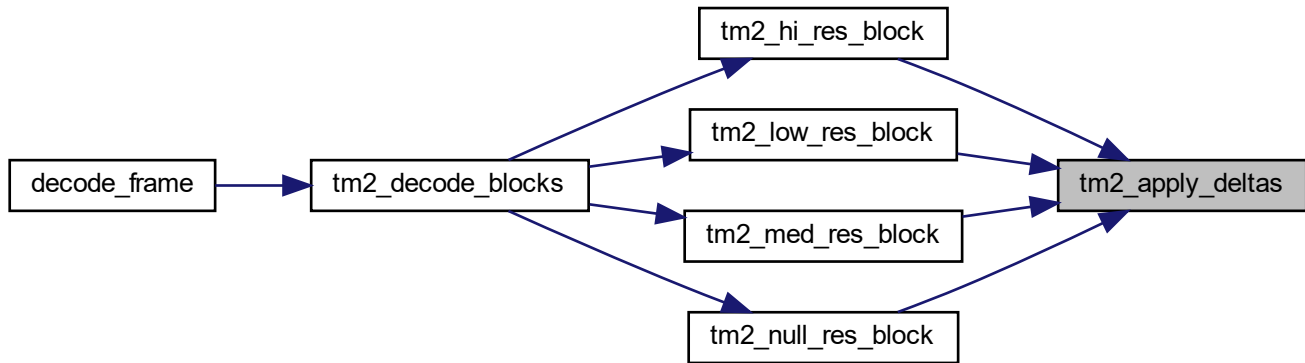 tm2_hi_res_block
tm2_low_res_block
decode_frame
tm2_decode_blocks
tm2_apply_deltas
tm2_med_res_block
tm2_null_res_block